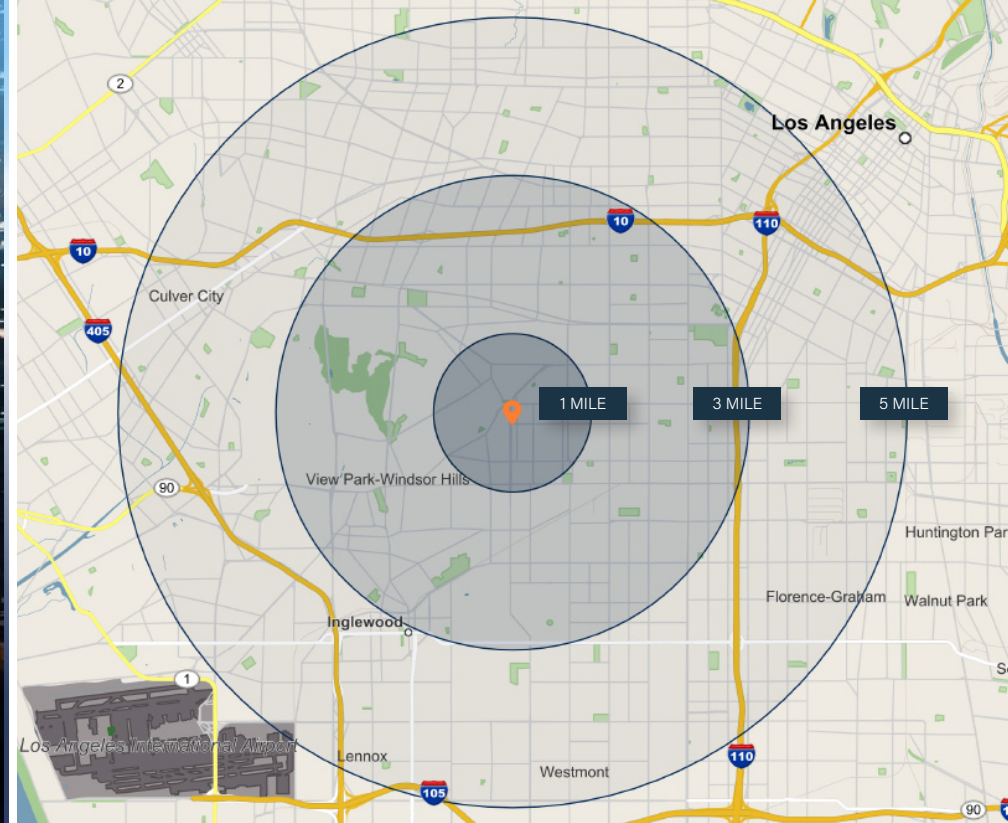 2
Los Angeles
10
110
10
Culver City
405
1 MILE
3 MILE
5 MILE
View Park-Windsor Hills
90
Huntington Par
Florence-Graham
Walnut Park
Inglewood
S
1
Los Angeles International Airport
Lennox
110
Westmont
105
90